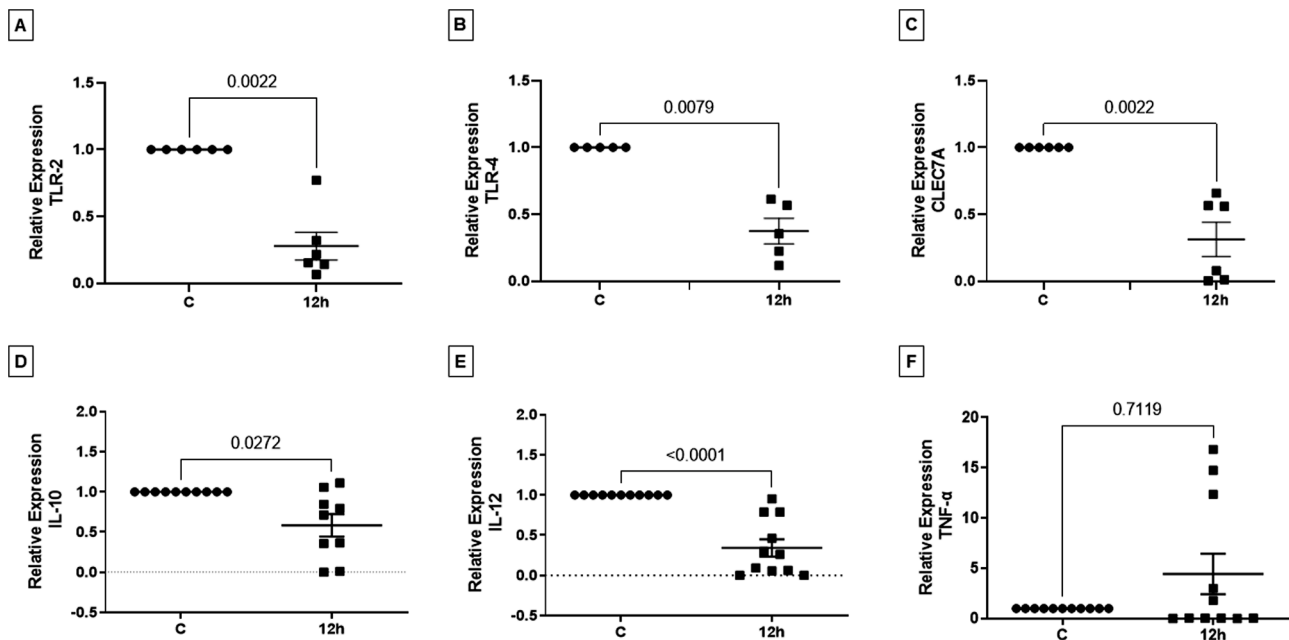 A
B
C
0.0022
0.0079
0.0022
Relative Expression
TLR-2
1.5
1.0
0.5
0.0
C
12h
Relative Expression
TLR-4
1.5
1.0
0.5
0.0
C
12h
Relative Expression
CLEC7A
1.5
1.0
0.5
0.0
C
12h
D
E
F
0.0272
<0.0001
0.7119
Relative Expression
IL-10
2.0
1.5
1.0
0.5
0.0
-0.5
C
12h
Relative Expression
IL-12
2.0
1.5
1.0
0.5
0.0
-0.5
C
12h
Relative Expression
TNF-α
20
15
10
5
0
C
12h